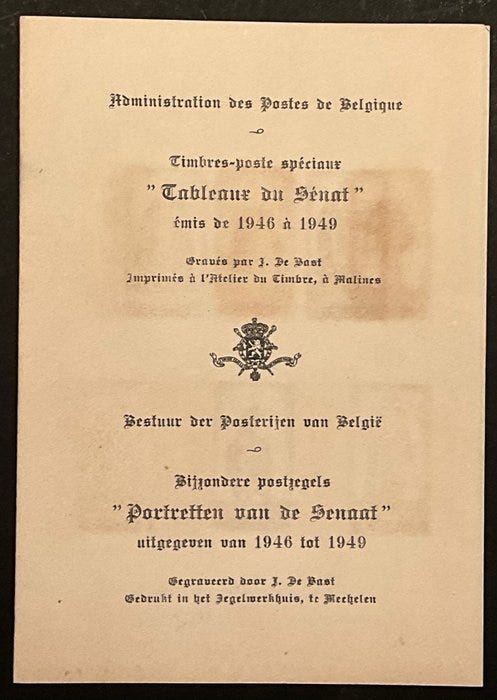 Administration des Postes de Belgique
Timbres-poste spéciaux
" Tableaux du Sénat "
émis de 1946 à 1949
Gravés par J. De Bast
Imprimés à l'Atelier du Timbre, à Malines
Bestuur der Posterijen van België
Bijzondere postzegels
" Portretten van de Senaat "
uitgegeven van 1946 tot 1949
Gegraveerd door J. De Bast
Gedrukt in het Zegelwerkhuis, te Mechelen